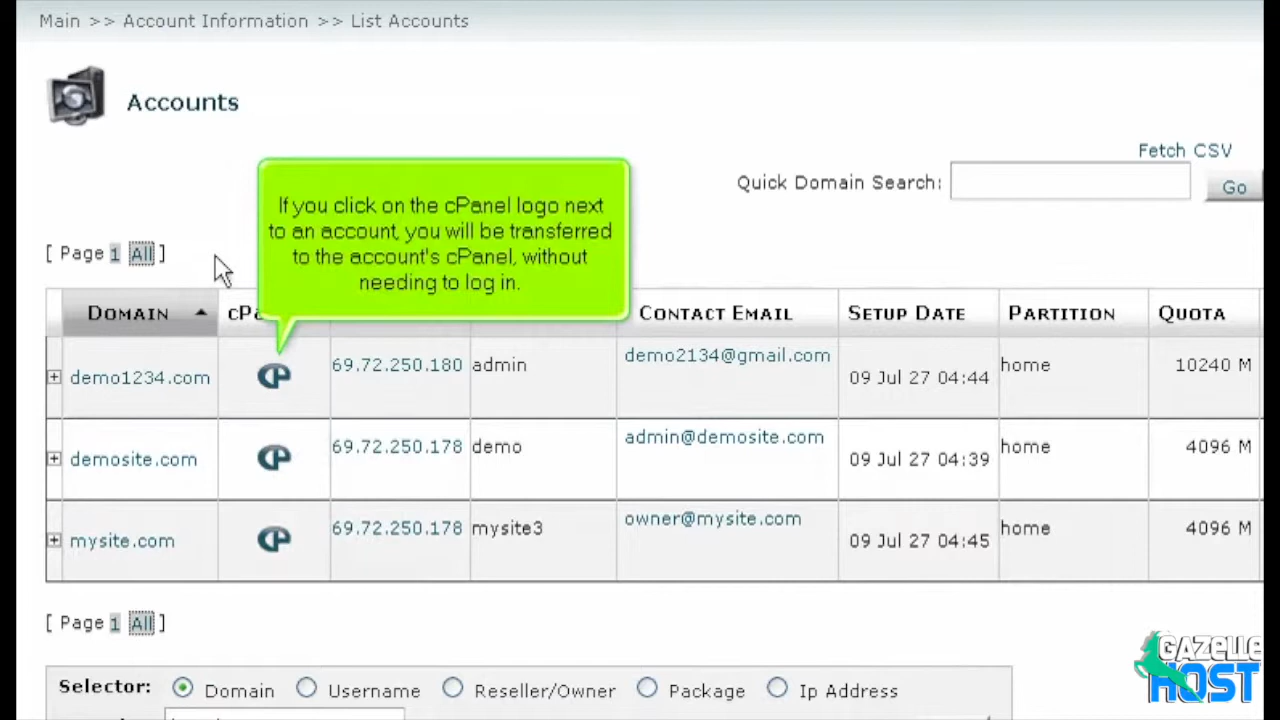 Main >> Account Information >> List Accounts
Accounts
Fetch CSV
Quick Domain Search:
Go
If you click on the cPanel logo next
to an account, you will be transferred
to the account's cPanel, without
needing to log in.
[ Page 1 All ]
DOMAIN CONTACT EMAIL SETUP DATE PARTITION QUOTA
demo1234.com CP 69.72.250.180 admin demo2134@gmail.com 09 Jul 27 04:44 home 10240 M
demosite.com CP 69.72.250.178 demo admin@demosite.com 09 Jul 27 04:39 home 4096 M
mysite.com CP 69.72.250.178 mysite3 owner@mysite.com 09 Jul 27 04:45 home 4096 M
[ Page 1 All ]
Selector: Domain Username Reseller/Owner Package Ip Address
GAZELLE
HOST